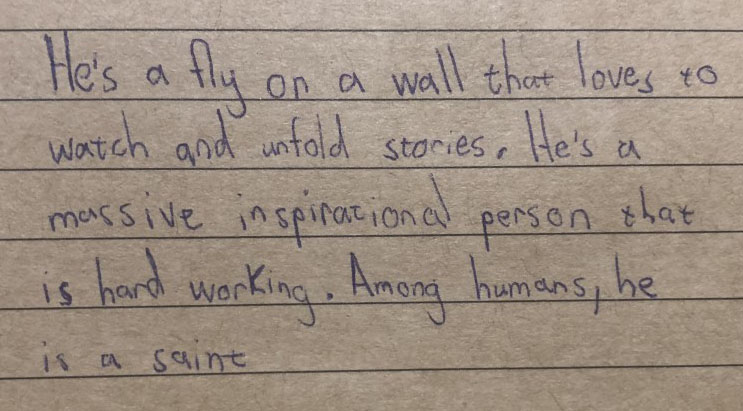 He's a fly on a wall that loves to
watch and unfold stories. He's a
massive inspirational person that
is hard working. Among humans, he
is a saint